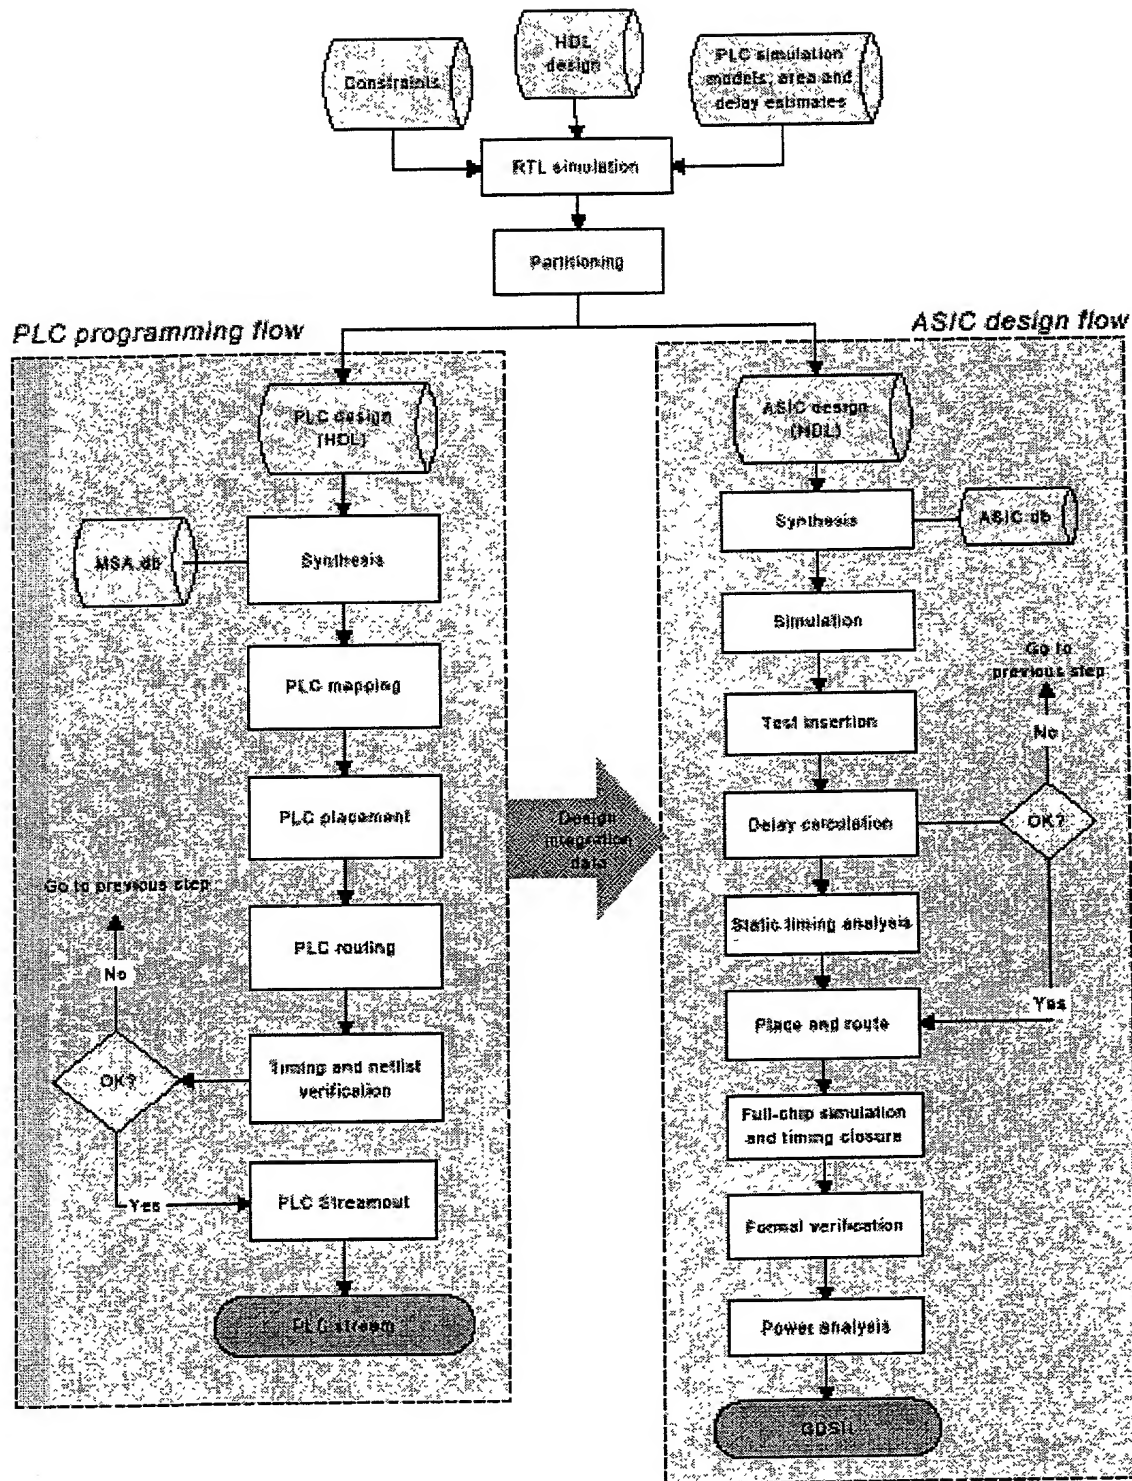 Constraints
HDL
design
PLC simulation
models; area and
delay estimates
RTL simulation
Partitioning
PLC programming flow
PLC design
(HDL)
MSA.db
Synthesis
PLC mapping
PLC placement
Go to previous step
No
PLC routing
OK?
Timing and netlist
verification
Yes
PLC Streamout
PLC stream
Design
integration
data
ASIC design flow
ASIC design
(HDL)
Synthesis
ASIC.db
Simulation
Go to
previous step
Test insertion
No
Delay calculation
OK?
Static timing analysis
Yes
Place and route
Full-chip simulation
and timing closure
Formal verification
Power analysis
GDSII